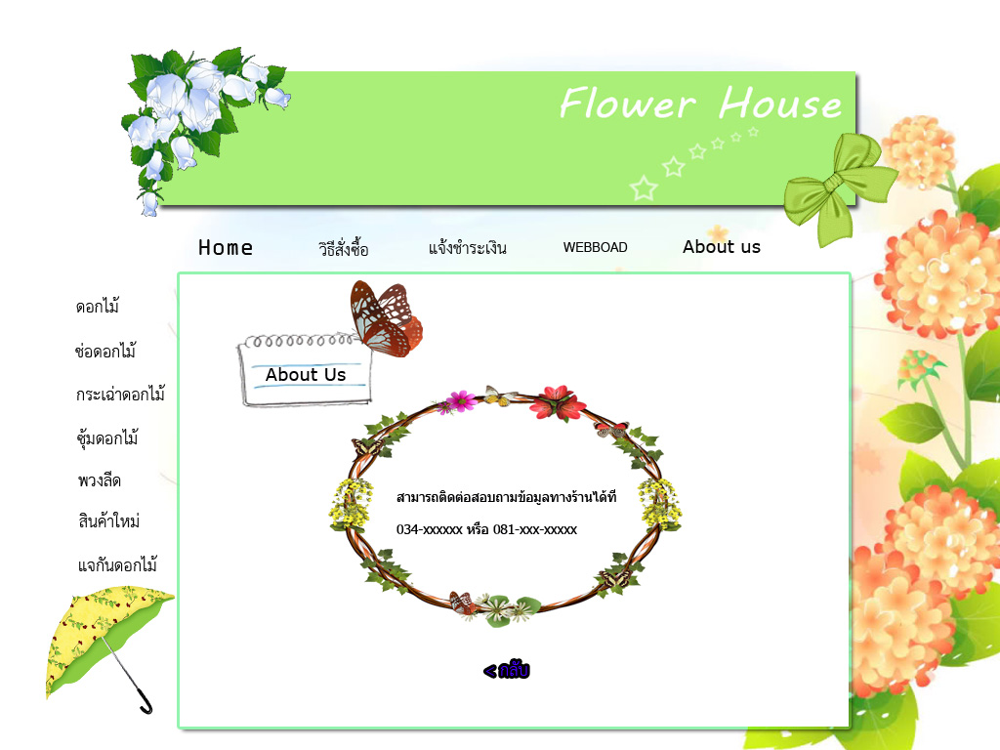 Flower House
Home
วิธีสั่งซื้อ
แจ้งชำระเงิน
WEBBOAD
About us
ดอกไม้
ช่อดอกไม้
กระเฉ่าดอกไม้
ซุ้มดอกไม้
พวงลีด
สินค้าใหม่
แจกันดอกไม้
About Us
สามารถติดต่อสอบถามข้อมูลทางร้านได้ที
034-xxxxxx หรือ 081-xxx-xxxxx
< กลับ